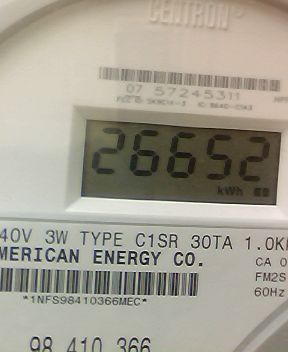 CENTRON®
07 57245311
26652
kWh
40V 3W TYPE C1SR 30TA 1.0K
MERICAN ENERGY CO.
CA 0
FM2S
60Hz
*1NFS98410366MEC*
98 410 366